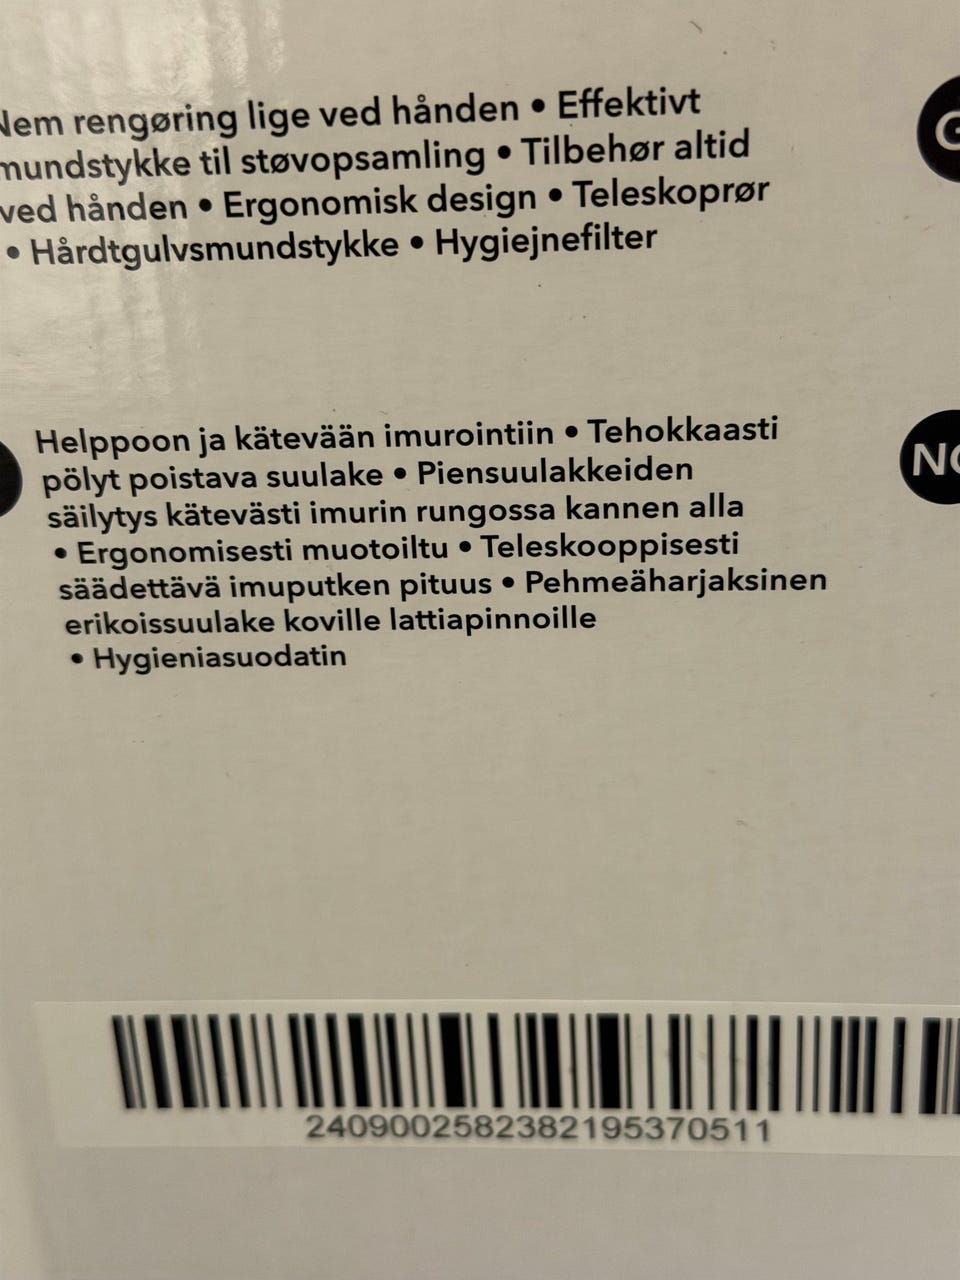 Nem rengøring lige ved hånden • Effektivt
mundstykke til støvopsamling • Tilbehør altid
ved hånden • Ergonomisk design • Teleskoprør
• Hårdtgulvsmundstykke • Hygiejnefilter
Helppoon ja kätevään imurointiin • Tehokkaasti
pölyt poistava suulake • Piensuulakkeiden
säilytys kätevästi imurin rungossa kannen alla
• Ergonomisesti muotoiltu • Teleskooppisesti
säädettävä imuputken pituus • Pehmeäharjaksinen
erikoissuulake koville lattiapinnoille
• Hygieniasuodatin
NO
24090025823821953705​11